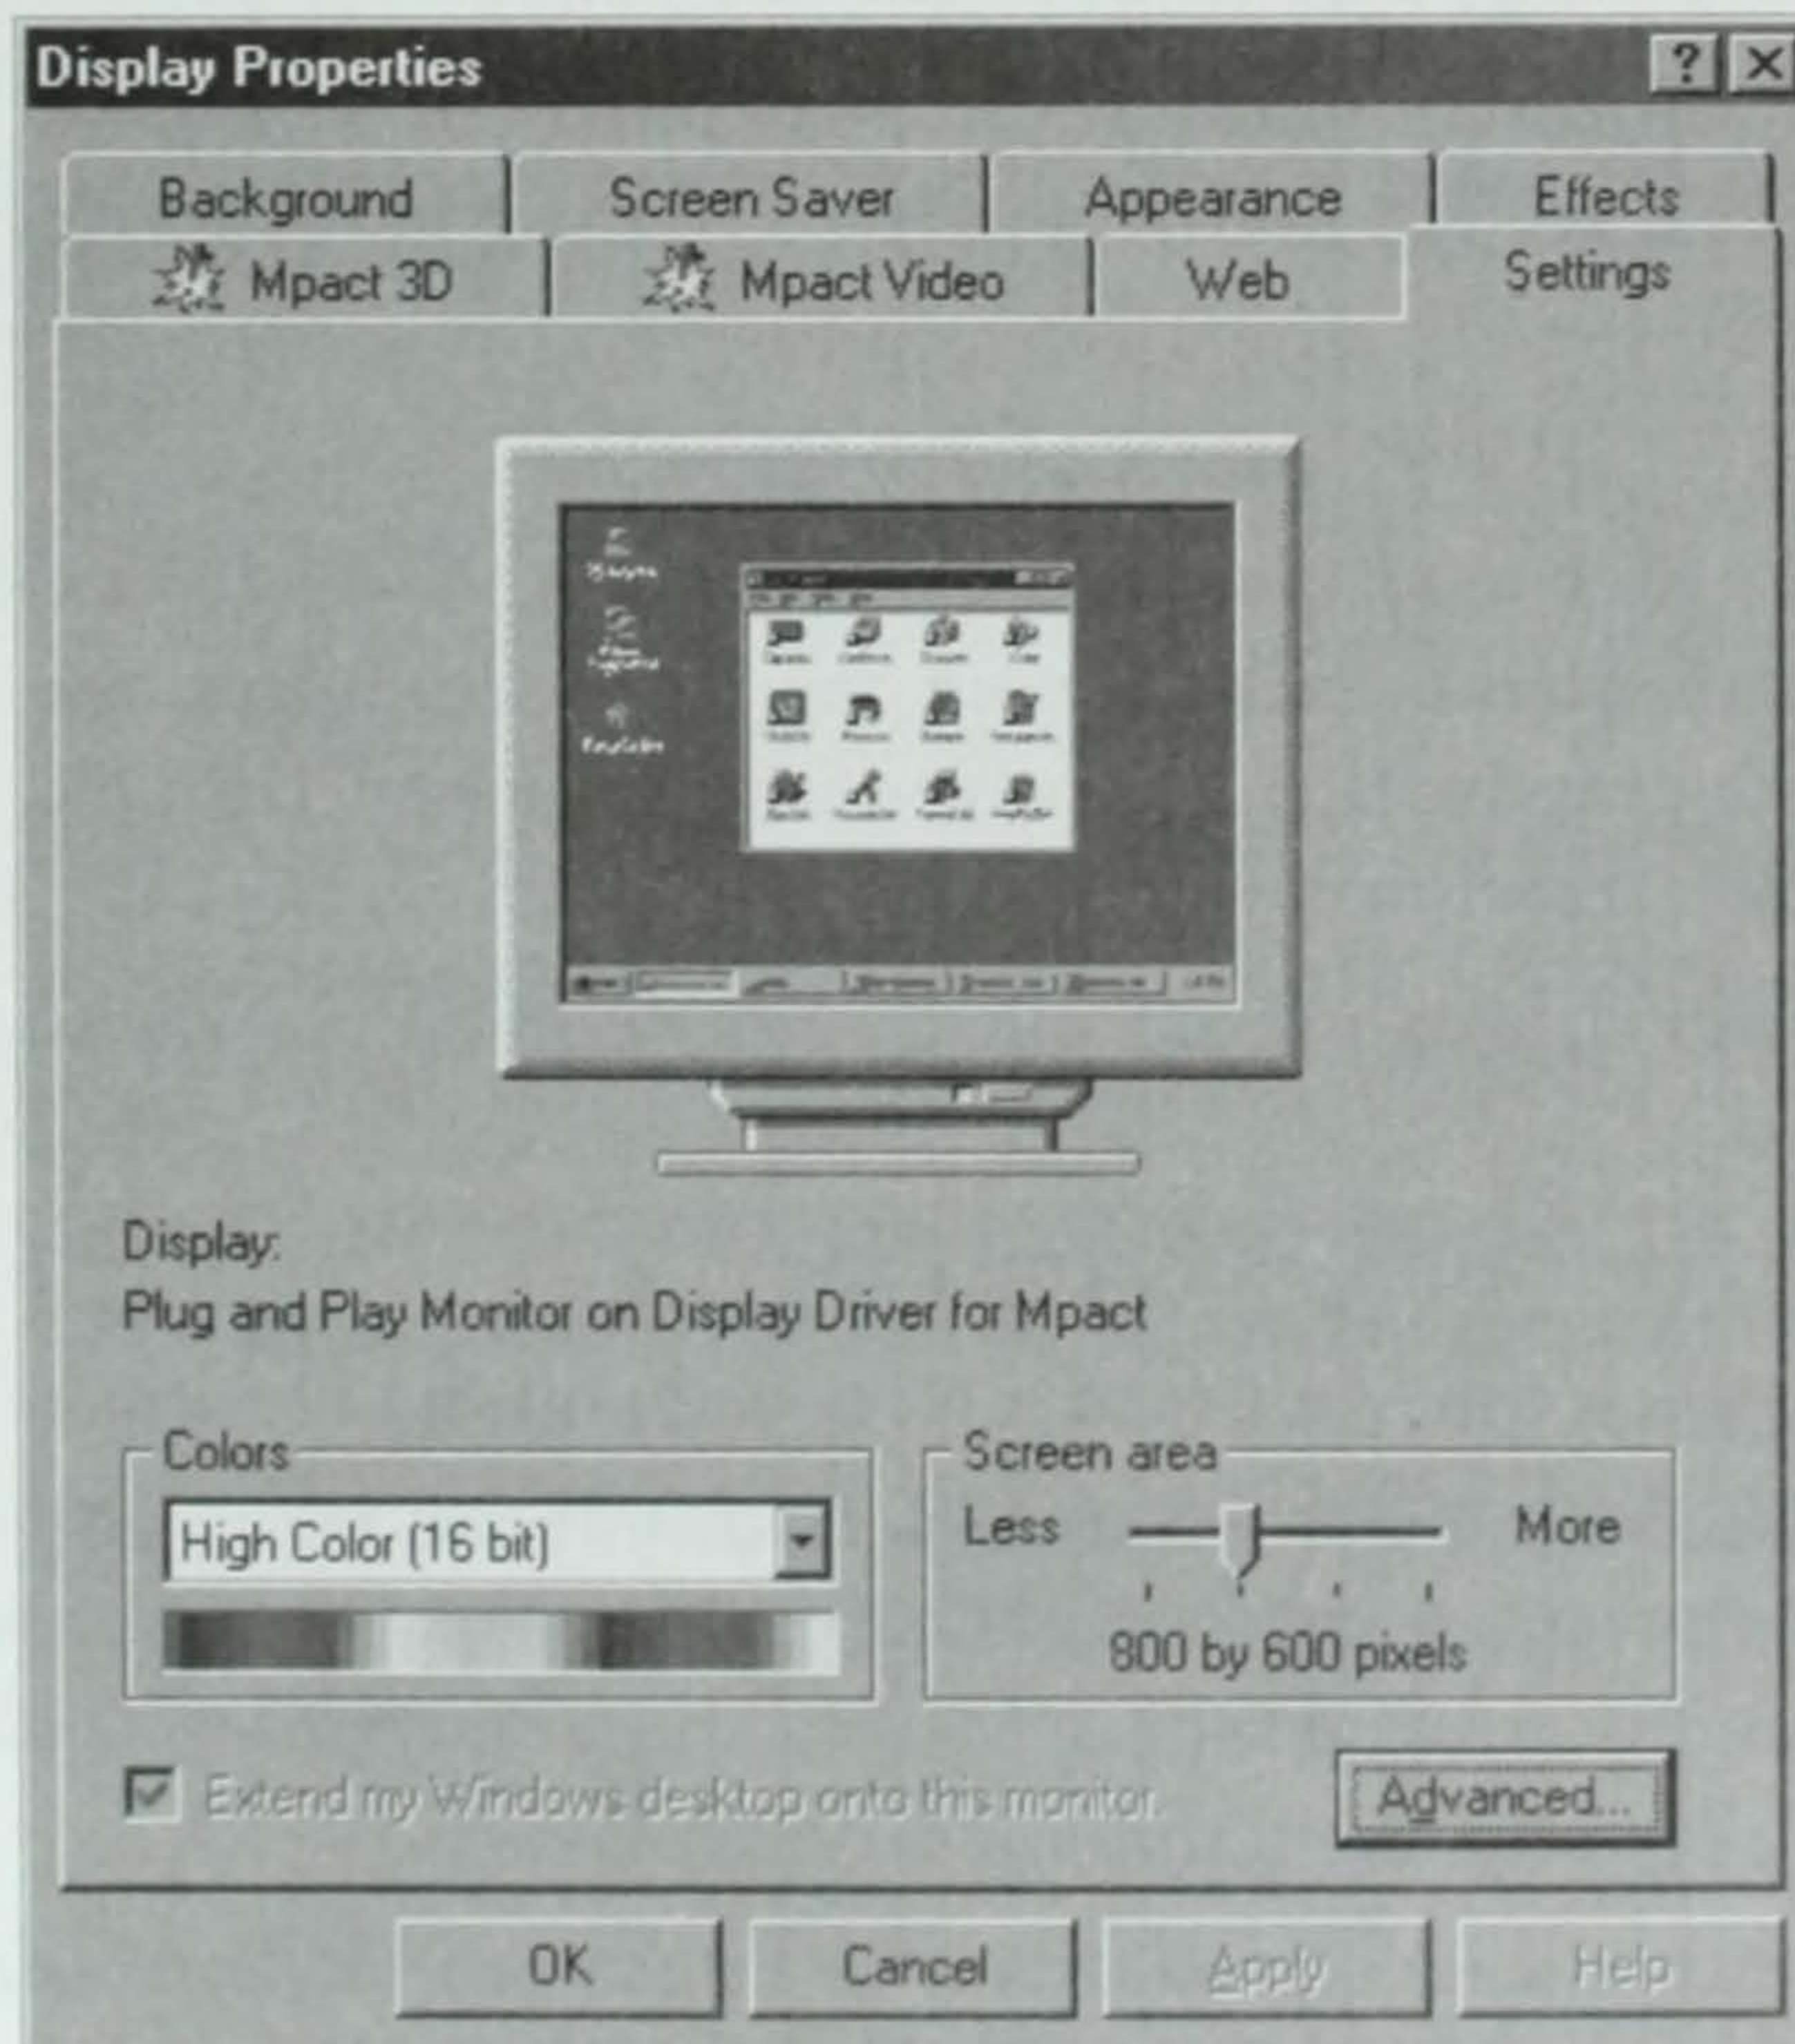 Display Properties
Background Screen Saver Appearance Effects
Mpact 3D Mpact Video Web Settings
Display:
Plug and Play Monitor on Display Driver for Mpact
Colors
High Color (16 bit)
Screen area
Less More
800 by 600 pixels
Extend my Windows desktop onto this monitor.
Advanced...
OK Cancel Apply Help